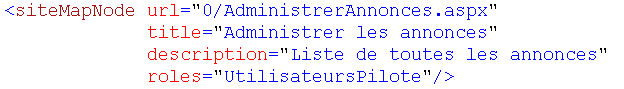 <siteMapNode url="0/AdministrerAnnonces.aspx"
title="Administrer les annonces"
description="Liste de toutes les annonces"
roles="UtilisateursPilote"/>